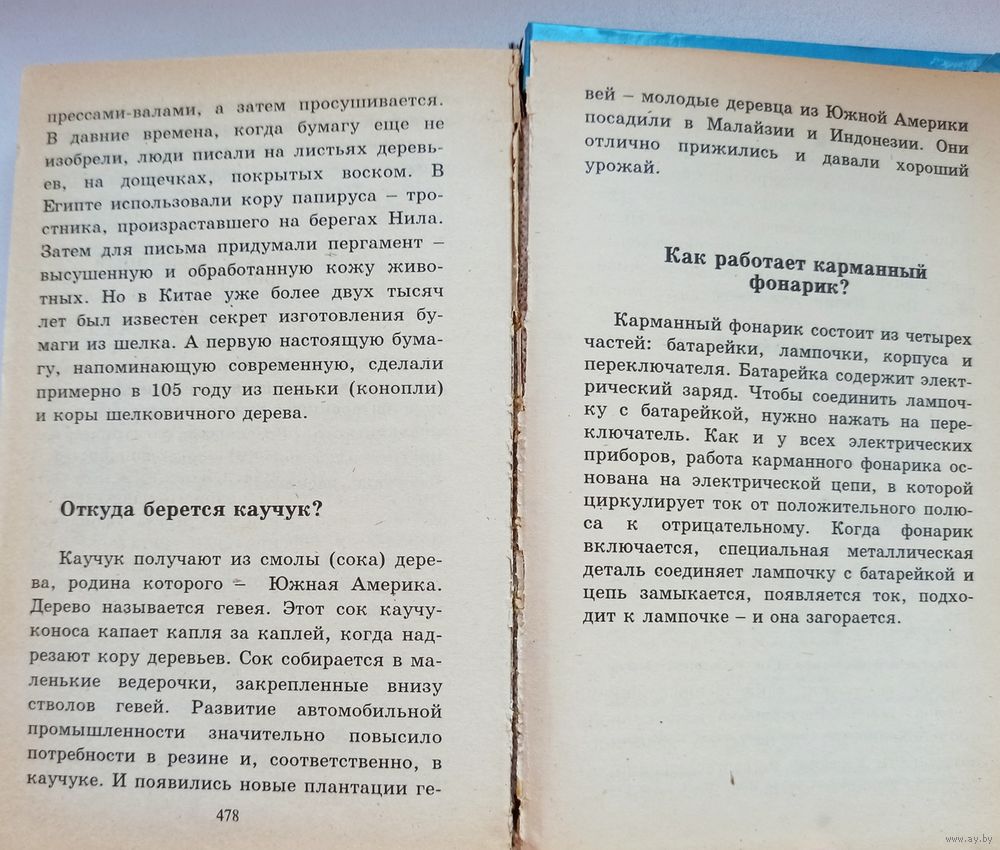 прессами-валами, а затем просушивается.
В давние времена, когда бумагу еще не
изобрели, люди писали на листьях деревь-
ев, на дощечках, покрытых воском. В
Египте использовали кору папируса – тро-
стника, произраставшего на берегах Нила.
Затем для письма придумали пергамент –
высушенную и обработанную кожу живо-
тных. Но в Китае уже более двух тысяч
лет был известен секрет изготовления бу-
маги из шелка. А первую настоящую бума-
гу, напоминающую современную, сделали
примерно в 105 году из пеньки (конопли)
и коры шелковичного дерева.
Откуда берется каучук?
Каучук получают из смолы (сока) дере-
ва, родина которого – Южная Америка.
Дерево называется гевея. Этот сок каучу-
коноса капает капля за каплей, когда над-
резают кору деревьев. Сок собирается в ма-
ленькие ведерочки, закрепленные внизу
стволов гевей. Развитие автомобильной
промышленности значительно повысило
потребности в резине и, соответственно, в
каучуке. И появились новые плантации ге-
478
вей – молодые деревца из Южной Америки
посадили в Малайзии и Индонезии. Они
отлично прижились и давали хороший
урожай.
Как работает карманный
фонарик?
Карманный фонарик состоит из четырех
частей: батарейки, лампочки, корпуса и
переключателя. Батарейка содержит элект-
рический заряд. Чтобы соединить лампоч-
ку с батарейкой, нужно нажать на пере-
ключатель. Как и у всех электрических
приборов, работа карманного фонарика ос-
нована на электрической цепи, в которой
циркулирует ток от положительного полю-
са к отрицательному. Когда фонарик
включается, специальная металлическая
деталь соединяет лампочку с батарейкой и
цепь замыкается, появляется ток, подхо-
дит к лампочке – и она загорается.
www.ay.by